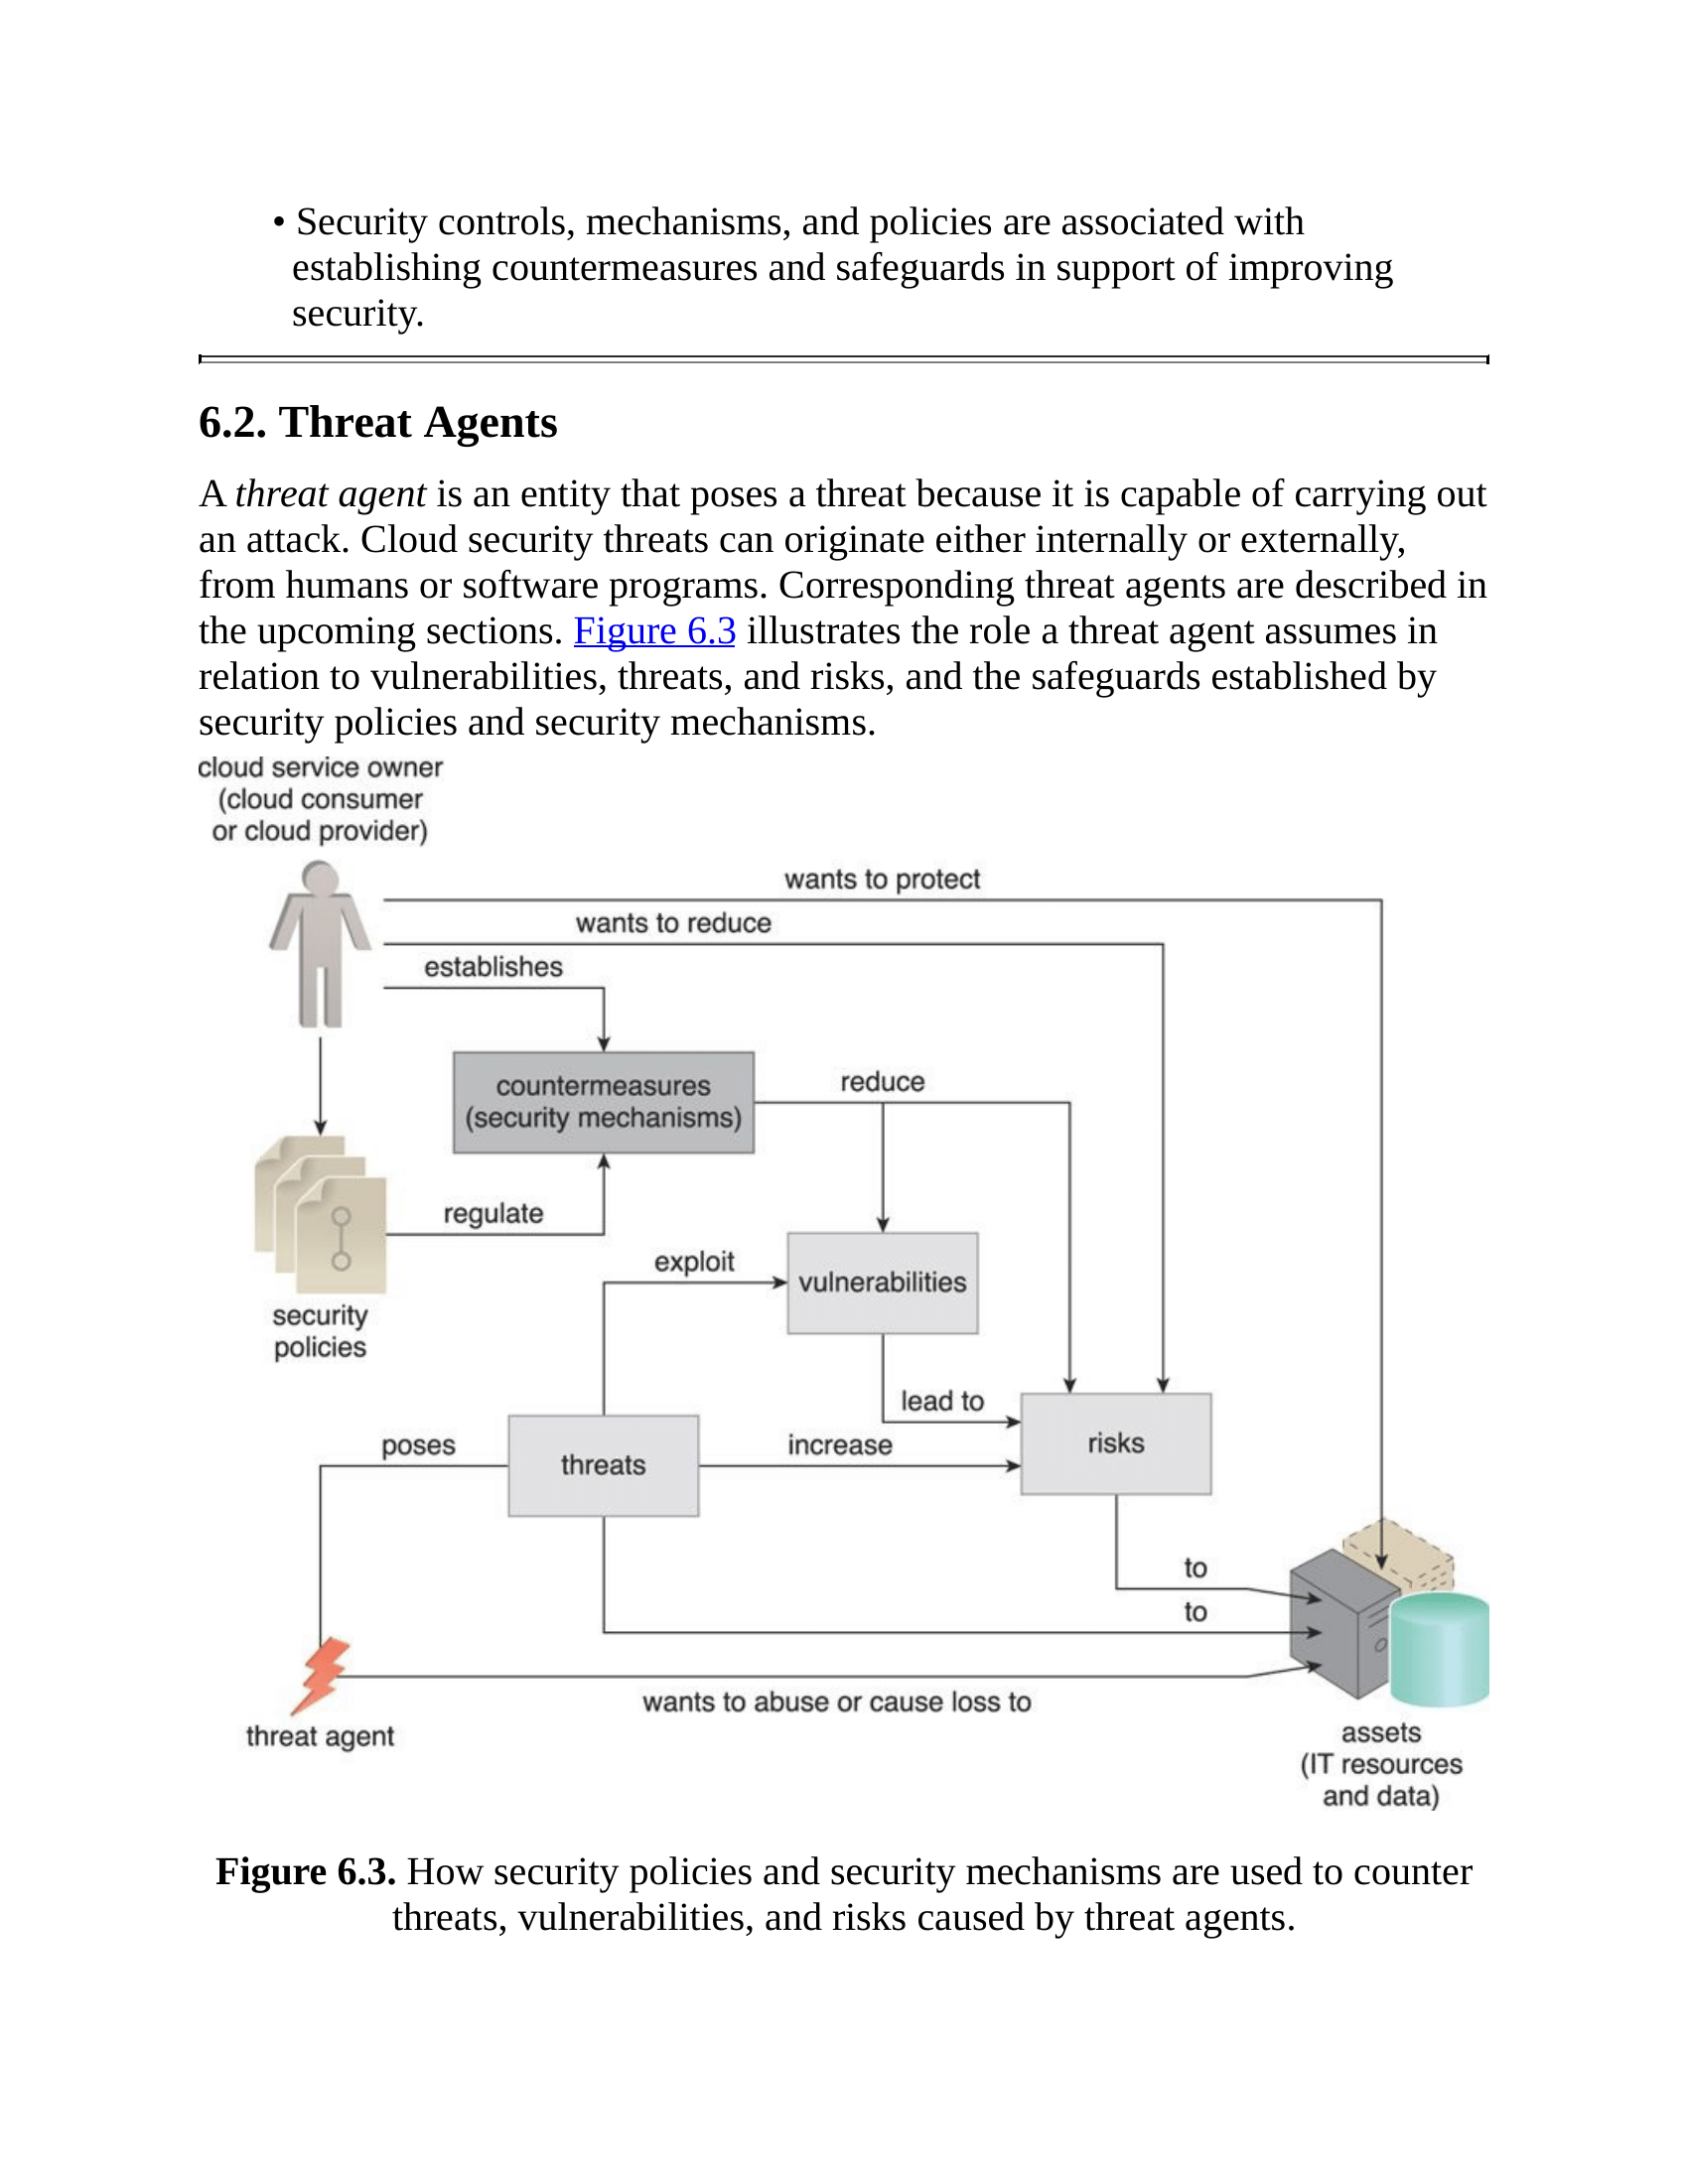 • Security controls, mechanisms, and policies are associated with
establishing countermeasures and safeguards in support of improving
security.
6.2. Threat Agents
A threat agent is an entity that poses a threat because it is capable of carrying out
an attack. Cloud security threats can originate either internally or externally,
from humans or software programs. Corresponding threat agents are described in
the upcoming sections. Figure 6.3 illustrates the role a threat agent assumes in
relation to vulnerabilities, threats, and risks, and the safeguards established by
security policies and security mechanisms.
cloud service owner
(cloud consumer
or cloud provider)
wants to protect
wants to reduce
establishes
countermeasures
(security mechanisms)
reduce
regulate
security
policies
exploit
vulnerabilities
lead to
poses
threats
increase
risks
to
to
wants to abuse or cause loss to
threat agent
assets
(IT resources
and data)
Figure 6.3. How security policies and security mechanisms are used to counter
threats, vulnerabilities, and risks caused by threat agents.